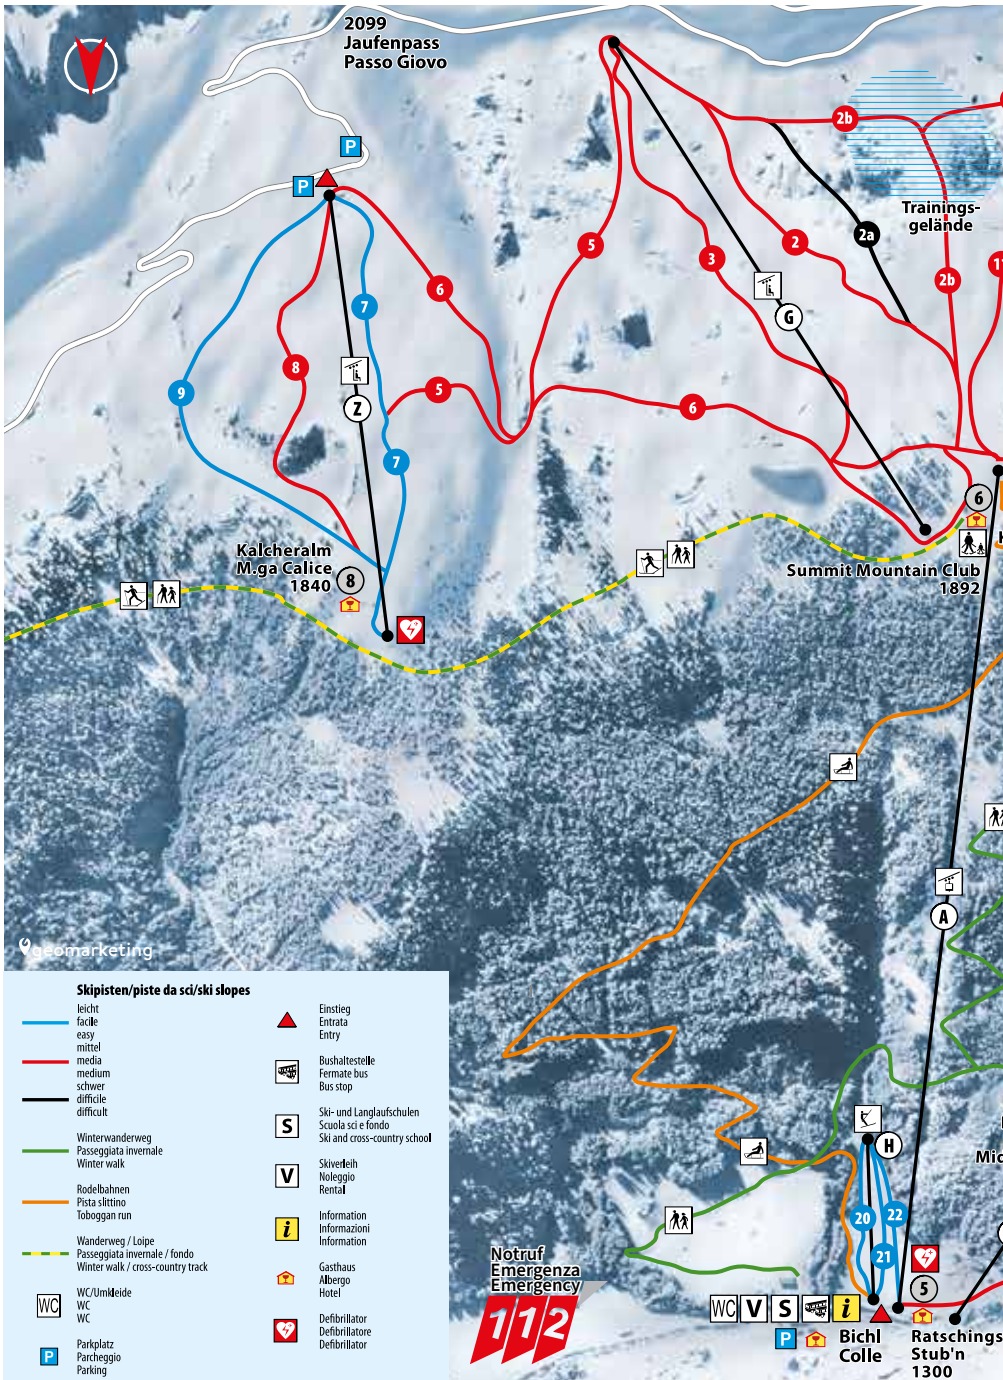 2099
Jaufenpass
Passo Giovo
P
P
2b
2a
Trainings-
gelände
2b
2
3
5
6
7
8
9
Z
5
7
G
6
6
Kalcheralm
M.ga Calice
1840
8
Summit Mountain Club
1892
A
geomarketing
Skipisten/piste da sci/ski slopes
leicht
facile
easy
mittel
media
medium
schwer
difficile
difficult
Winterwanderweg
Passeggiata invernale
Winter walk
Rodelbahnen
Pista slittino
Toboggan run
Wanderweg / Loipe
Passeggiata invernale / fondo
Winter walk / cross-country track
WC
WC/Umkleide
WC
WC
P
Parkplatz
Parcheggio
Parking
Einstieg
Entrata
Entry
Bushaltestelle
Fermate bus
Bus stop
S
Ski- und Langlaufschulen
Scuola sci e fondo
Ski and cross-country school
V
Skiverleih
Noleggio
Rental
i
Information
Informazioni
Information
Gasthaus
Albergo
Hotel
Defibrillator
Defibrillatore
Defibrillator
Notruf
Emergenza
Emergency
112
H
20
22
21
5
WC
V
S
i
P
Bichl
Colle
Ratschings
Stub'n
1300